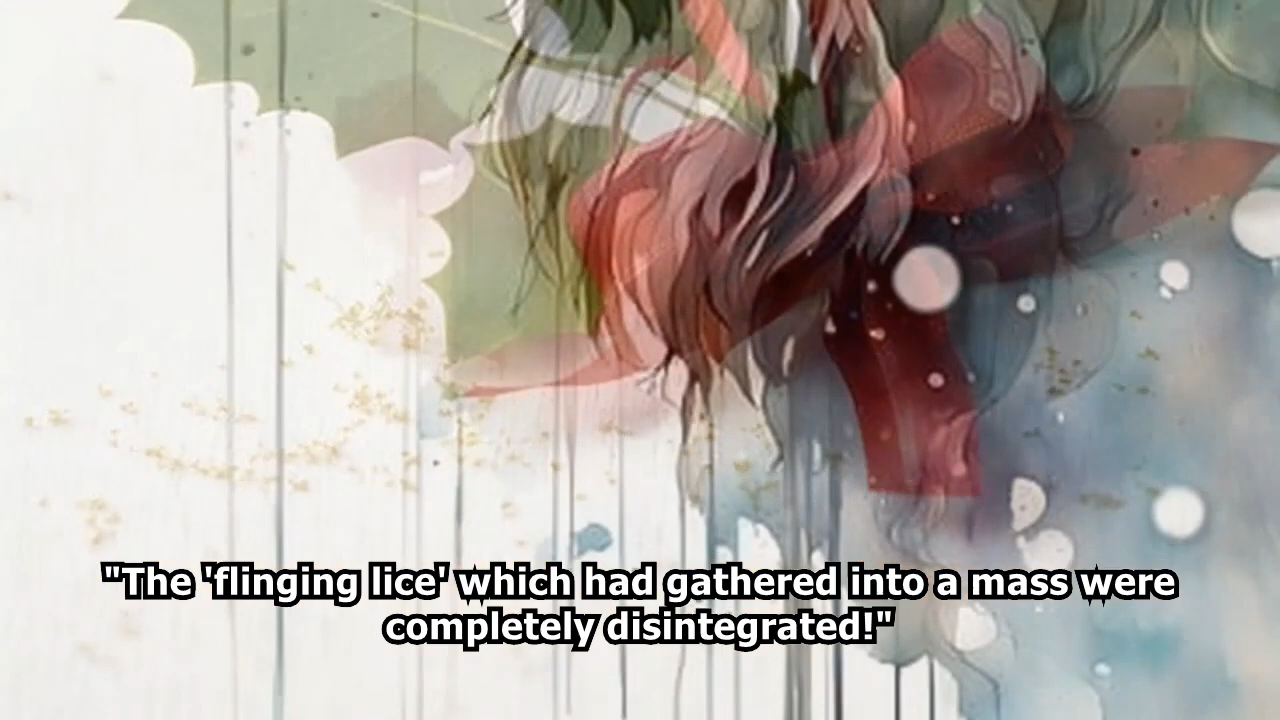 "The 'flinging lice' which had gathered into a mass were
completely disintegrated!"